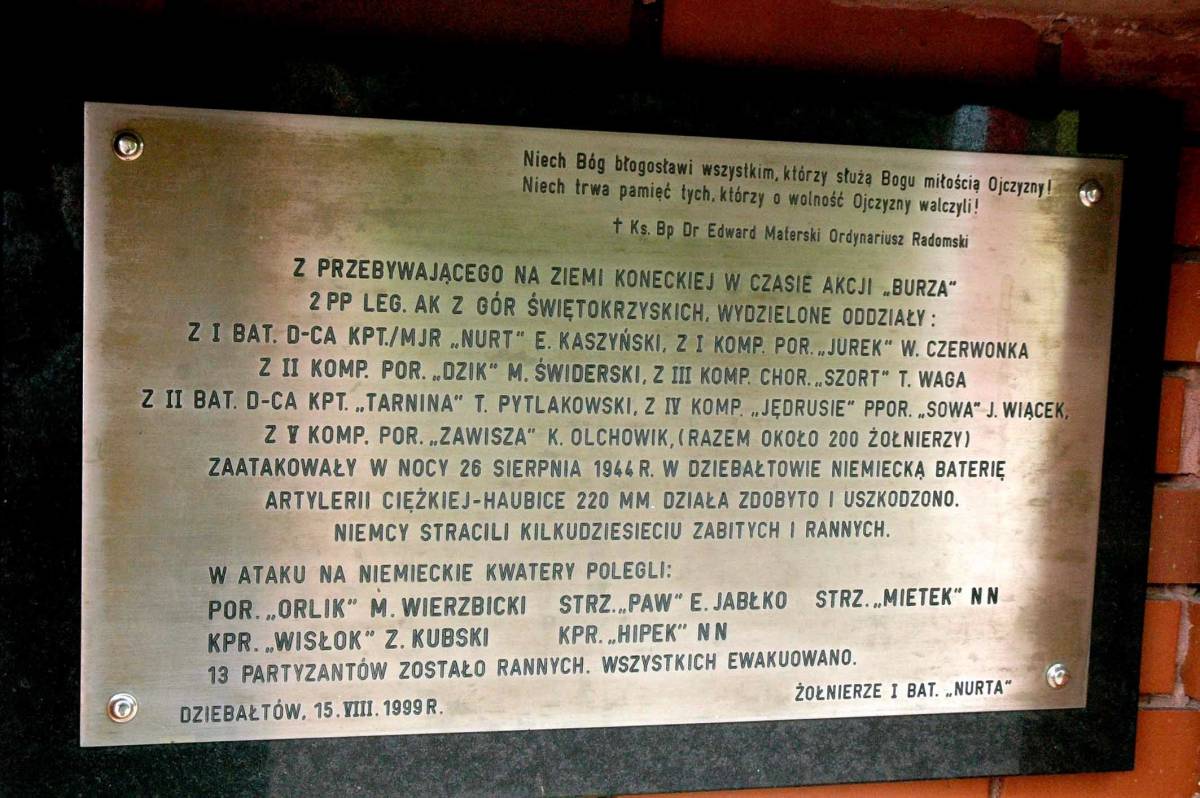 Niech Bóg błogosławi wszystkim, którzy służą Bogu miłością Ojczyzny!
Niech trwa pamięć tych, którzy o wolność Ojczyzny walczyli!
† Ks. Bp Dr Edward Materski Ordynariusz Radomski
Z PRZEBYWAJĄCEGO NA ZIEMI KONECKIEJ W CZASIE AKCJI „BURZA"
2 PP LEG. AK Z GÓR ŚWIĘTOKRZYSKICH, WYDZIELONE ODDZIAŁY:
Z I BAT. D-CA KPT./MJR „NURT" E. KASZYŃSKI, Z I KOMP. POR. „JUREK" W. CZERWONKA
Z II KOMP. POR. „DZIK" M. ŚWIDERSKI, Z III KOMP. CHOR. „SZORT" T. WAGA
Z II BAT. D-CA KPT. „TARNINA" T. PYTLAKOWSKI, Z IV KOMP. „JĘDRUSIE" PPOR. „SOWA" J. WIĄCEK,
Z V KOMP. POR. „ZAWISZA" K. OLCHOWIK, (RAZEM OKOŁO 200 ŻOŁNIERZY)
ZAATAKOWAŁY W NOCY 26 SIERPNIA 1944 R. W DZIEBAŁTOWIE NIEMIECKĄ BATERIĘ
ARTYLERII CIĘŻKIEJ-HAUBICE 220 MM. DZIAŁA ZDOBYTO I USZKODZONO.
NIEMCY STRACILI KILKUDZIESIECIU ZABITYCH I RANNYCH.
W ATAKU NA NIEMIECKIE KWATERY POLEGLI:
POR. „ORLIK" M. WIERZBICKI STRZ. „PAW" E. JABŁKO STRZ. „MIETEK" NN
KPR. „WISŁOK" Z. KUBSKI KPR. „HIPEK" NN
13 PARTYZANTÓW ZOSTAŁO RANNYCH. WSZYSTKICH EWAKUOWANO.
ŻOŁNIERZE I BAT. „NURTA"
DZIEBAŁTÓW, 15. VIII. 1999 R.